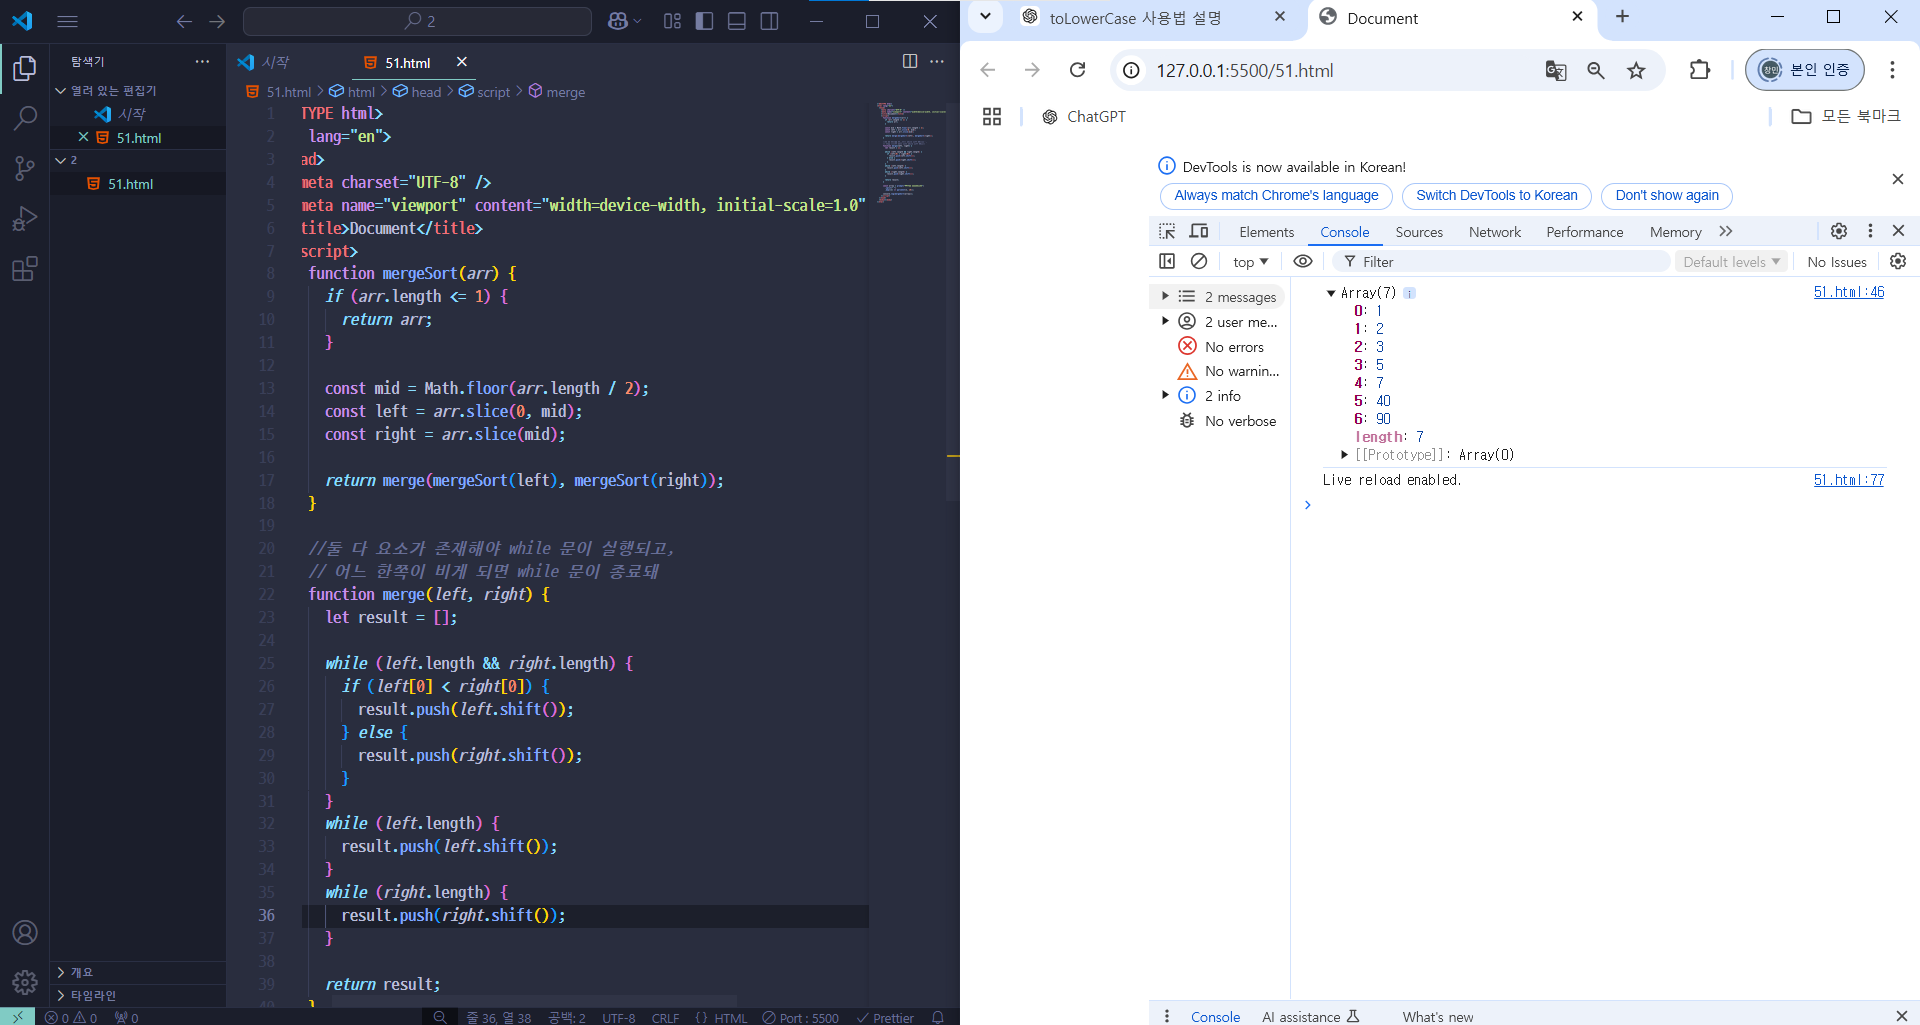 2
탐색기
열려 있는 편집기
시작
51.html
2
51.html
개요
타임라인
시작
51.html
51.html > html > head > script > merge
1 TYPE html>
2 lang="en">
3 ad>
4 meta charset="UTF-8" />
5 meta name="viewport" content="width=device-width, initial-scale=1.0"
6 title>Document</title>
7 script>
8 function mergeSort(arr) {
9 if (arr.length <= 1) {
10 return arr;
11 }
12
13 const mid = Math.floor(arr.length / 2);
14 const left = arr.slice(0, mid);
15 const right = arr.slice(mid);
16
17 return merge(mergeSort(left), mergeSort(right));
18 }
19
20 //둘 다 요소가 존재해야 while 문이 실행되고,
21 // 어느 한쪽이 비게 되면 while 문이 종료돼
22 function merge(left, right) {
23 let result = [];
24
25 while (left.length && right.length) {
26 if (left[0] < right[0]) {
27 result.push(left.shift());
28 } else {
29 result.push(right.shift());
30 }
31 }
32 while (left.length) {
33 result.push(left.shift());
34 }
35 while (right.length) {
36 result.push(right.shift());
37 }
38
39 return result;
40 }
0 0 0 줄 36, 열 38 공백: 2 UTF-8 CRLF {} HTML Port : 5500 Prettier
toLowerCase 사용법 설명
Document
127.0.0.1:5500/51.html
창민 본인 인증
ChatGPT
모든 북마크
DevTools is now available in Korean!
Always match Chrome's language
Switch DevTools to Korean
Don't show again
Elements Console Sources Network Performance Memory
top Filter Default levels No Issues
2 messages
2 user me...
No errors
No warnin...
2 info
No verbose
Array(7) i 51.html:46
0: 1
1: 2
2: 3
3: 5
4: 7
5: 40
6: 90
length: 7
[[Prototype]]: Array(0)
Live reload enabled. 51.html:77
Console AI assistance What's new